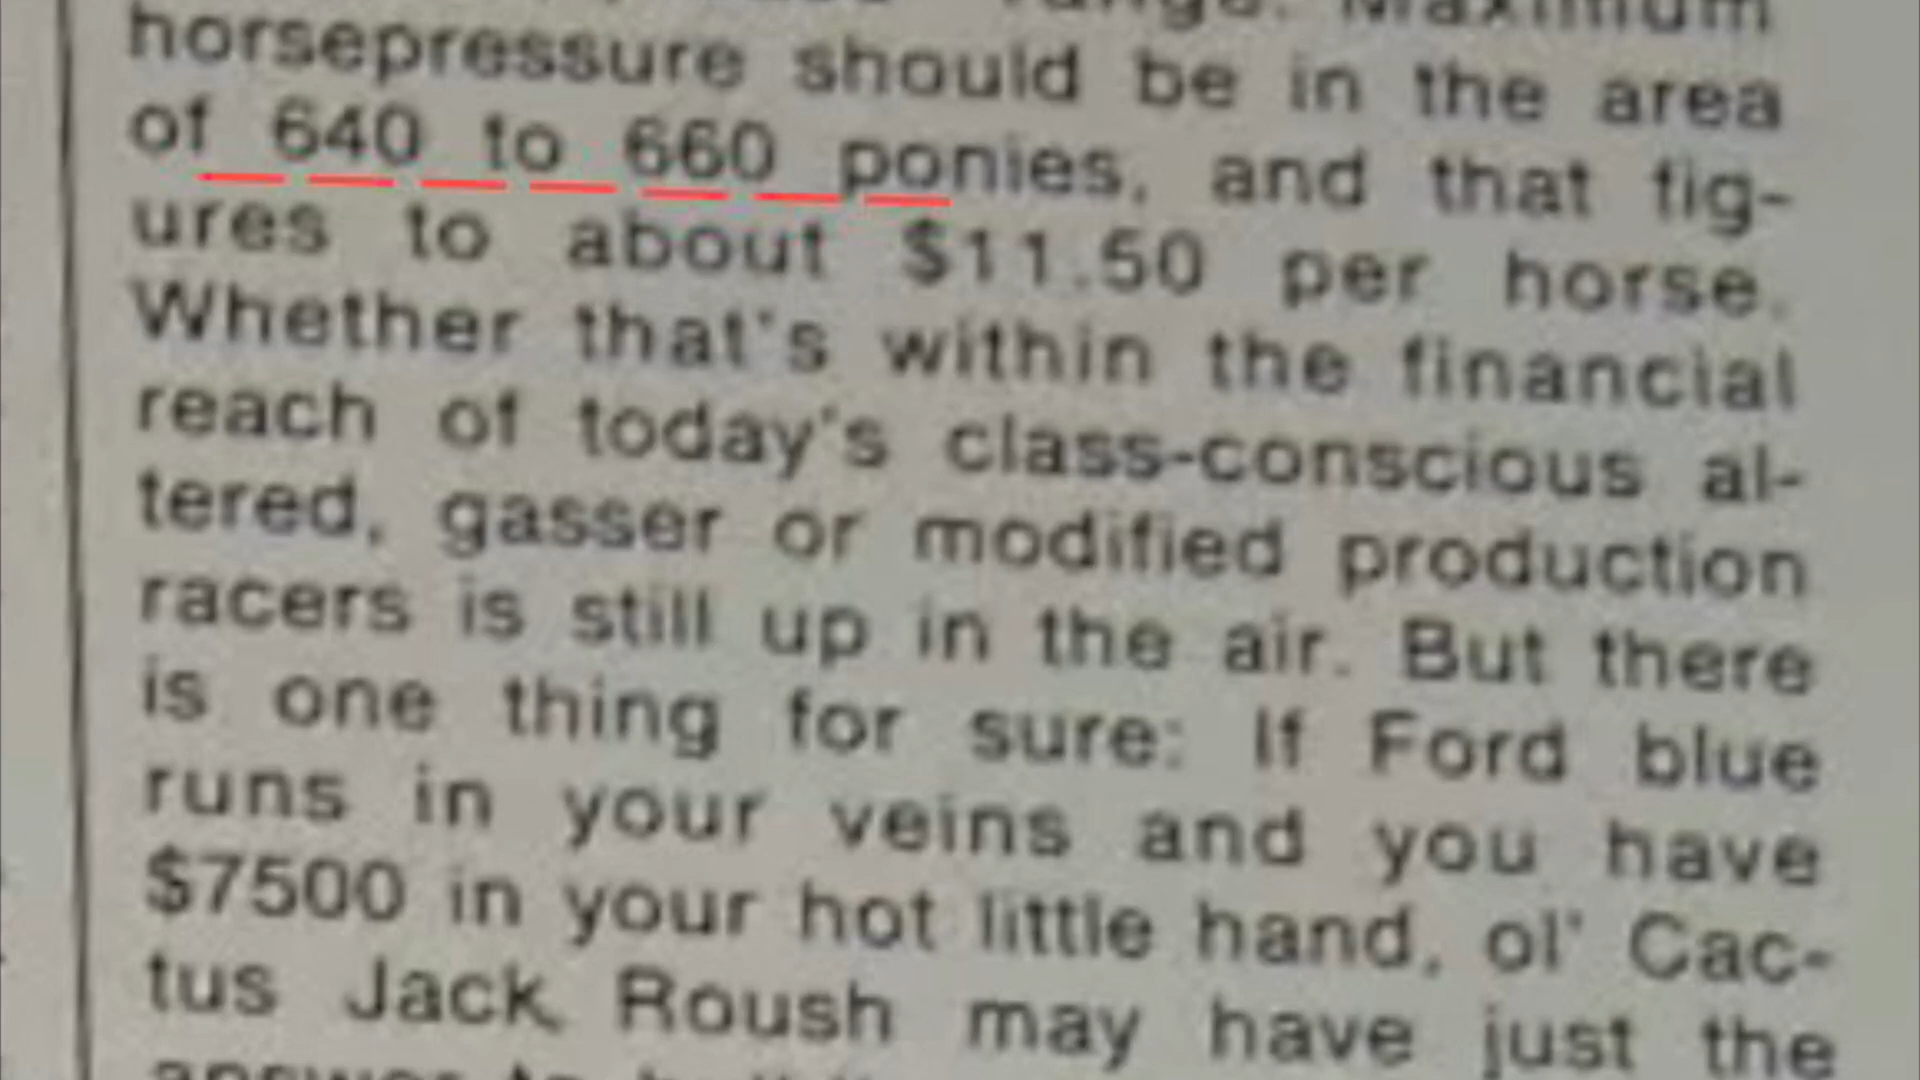 Maximum
horsepressure should be in the area
of 640 to 660 ponies, and that fig-
ures to about $11.50 per horse.
Whether that's within the financial
reach of today's class-conscious al-
tered, gasser or modified production
racers is still up in the air. But there
is one thing for sure: If Ford blue
runs in your veins and you have
$7500 in your hot little hand, ol' Cac-
tus Jack Roush may have just the